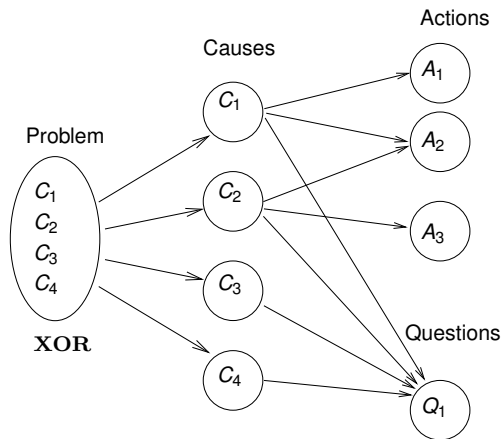 Actions
Causes
Problem
C1
C2
C3
C4
XOR
C1
C2
C3
C4
A1
A2
A3
Questions
Q1